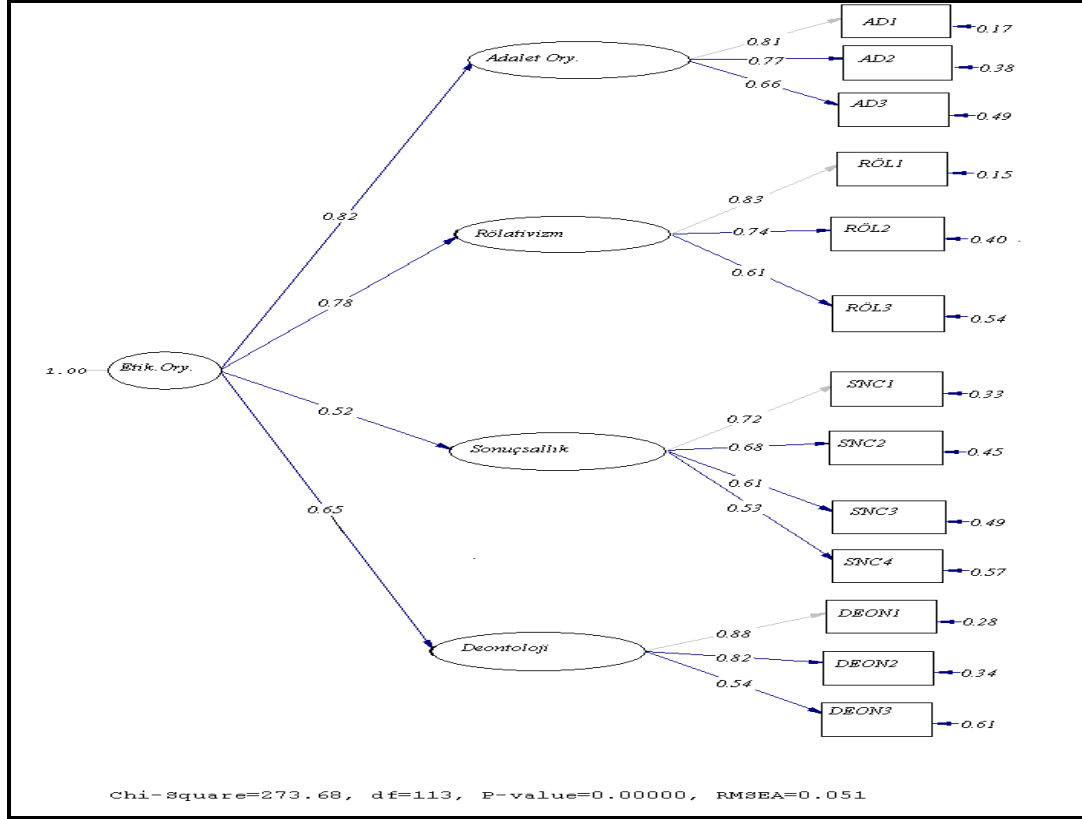 AD1
0.81
0.17
Adalet Ory.
0.77
AD2
0.38
0.66
AD3
0.49
RÖL1
0.15
0.83
0.82
Rölativizm
0.74
RÖL2
0.40
0.61
RÖL3
0.54
0.78
1.00
Etik.Ory.
SNC1
0.33
0.72
0.52
Sonuçsallık
0.68
SNC2
0.45
0.61
0.53
SNC3
0.49
0.65
SNC4
0.57
DEON1
0.28
0.88
Deontoloji
0.82
DEON2
0.34
0.54
DEON3
0.61
Chi-Square=273.68, df=113, P-value=0.00000, RMSEA=0.051